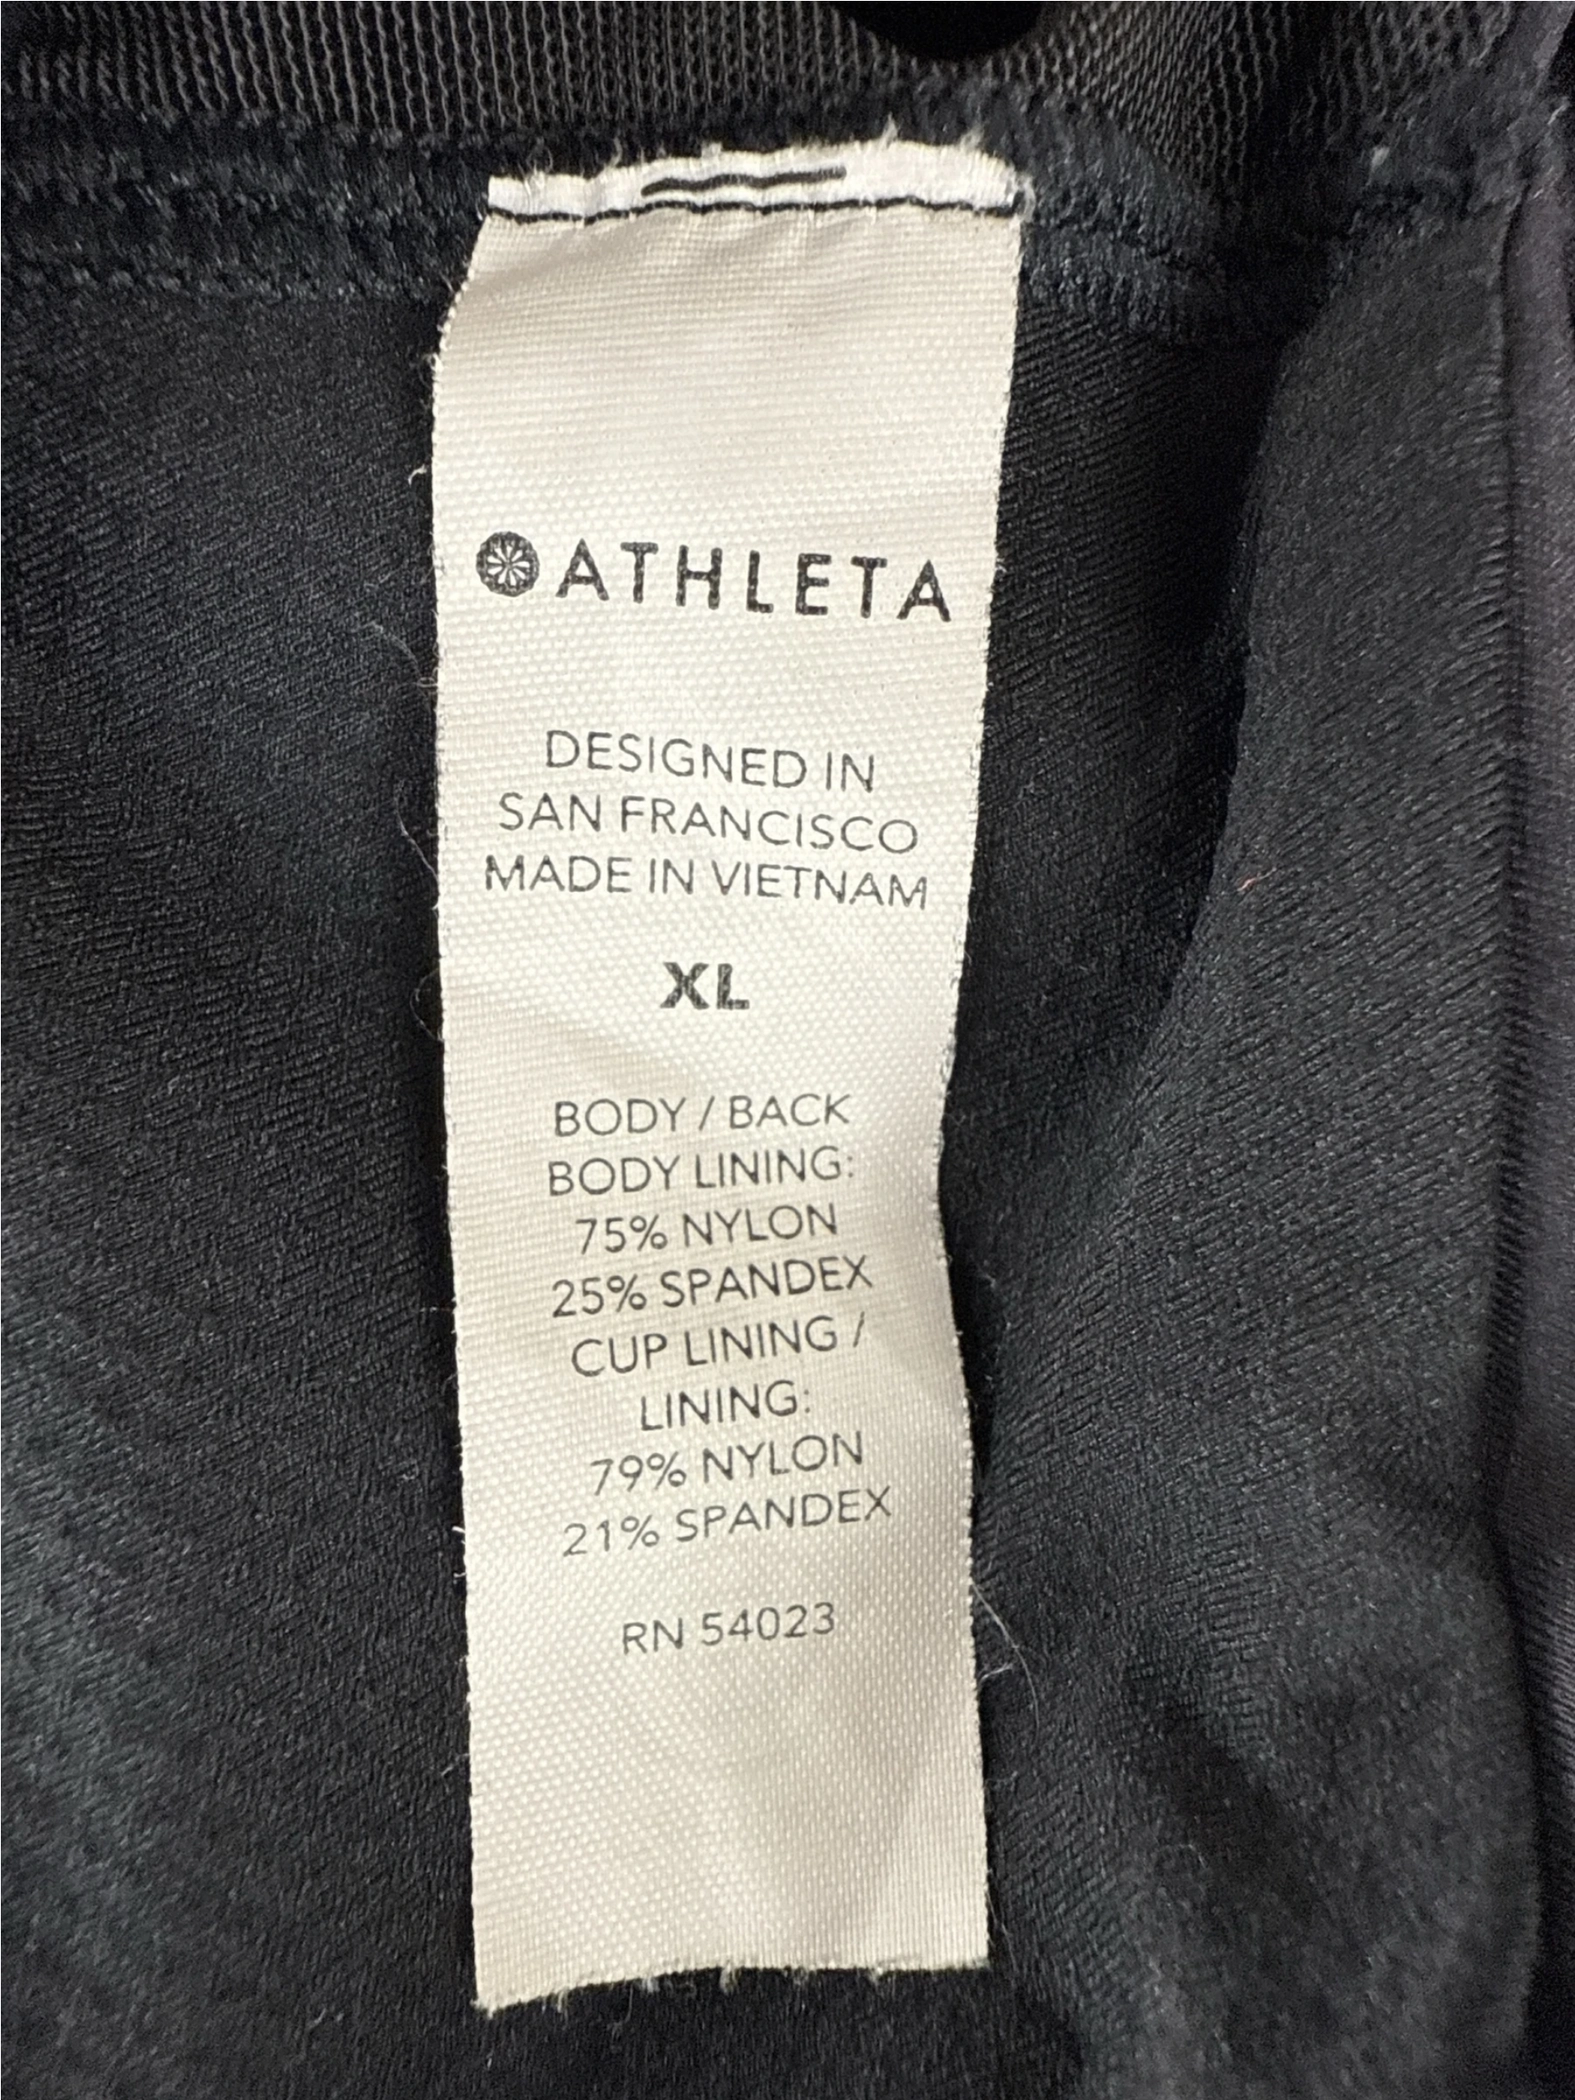 ATHLETA
DESIGNED IN
SAN FRANCISCO
MADE IN VIETNAM
XL
BODY / BACK
BODY LINING:
75% NYLON
25% SPANDEX
CUP LINING /
LINING:
79% NYLON
21% SPANDEX
RN 54023